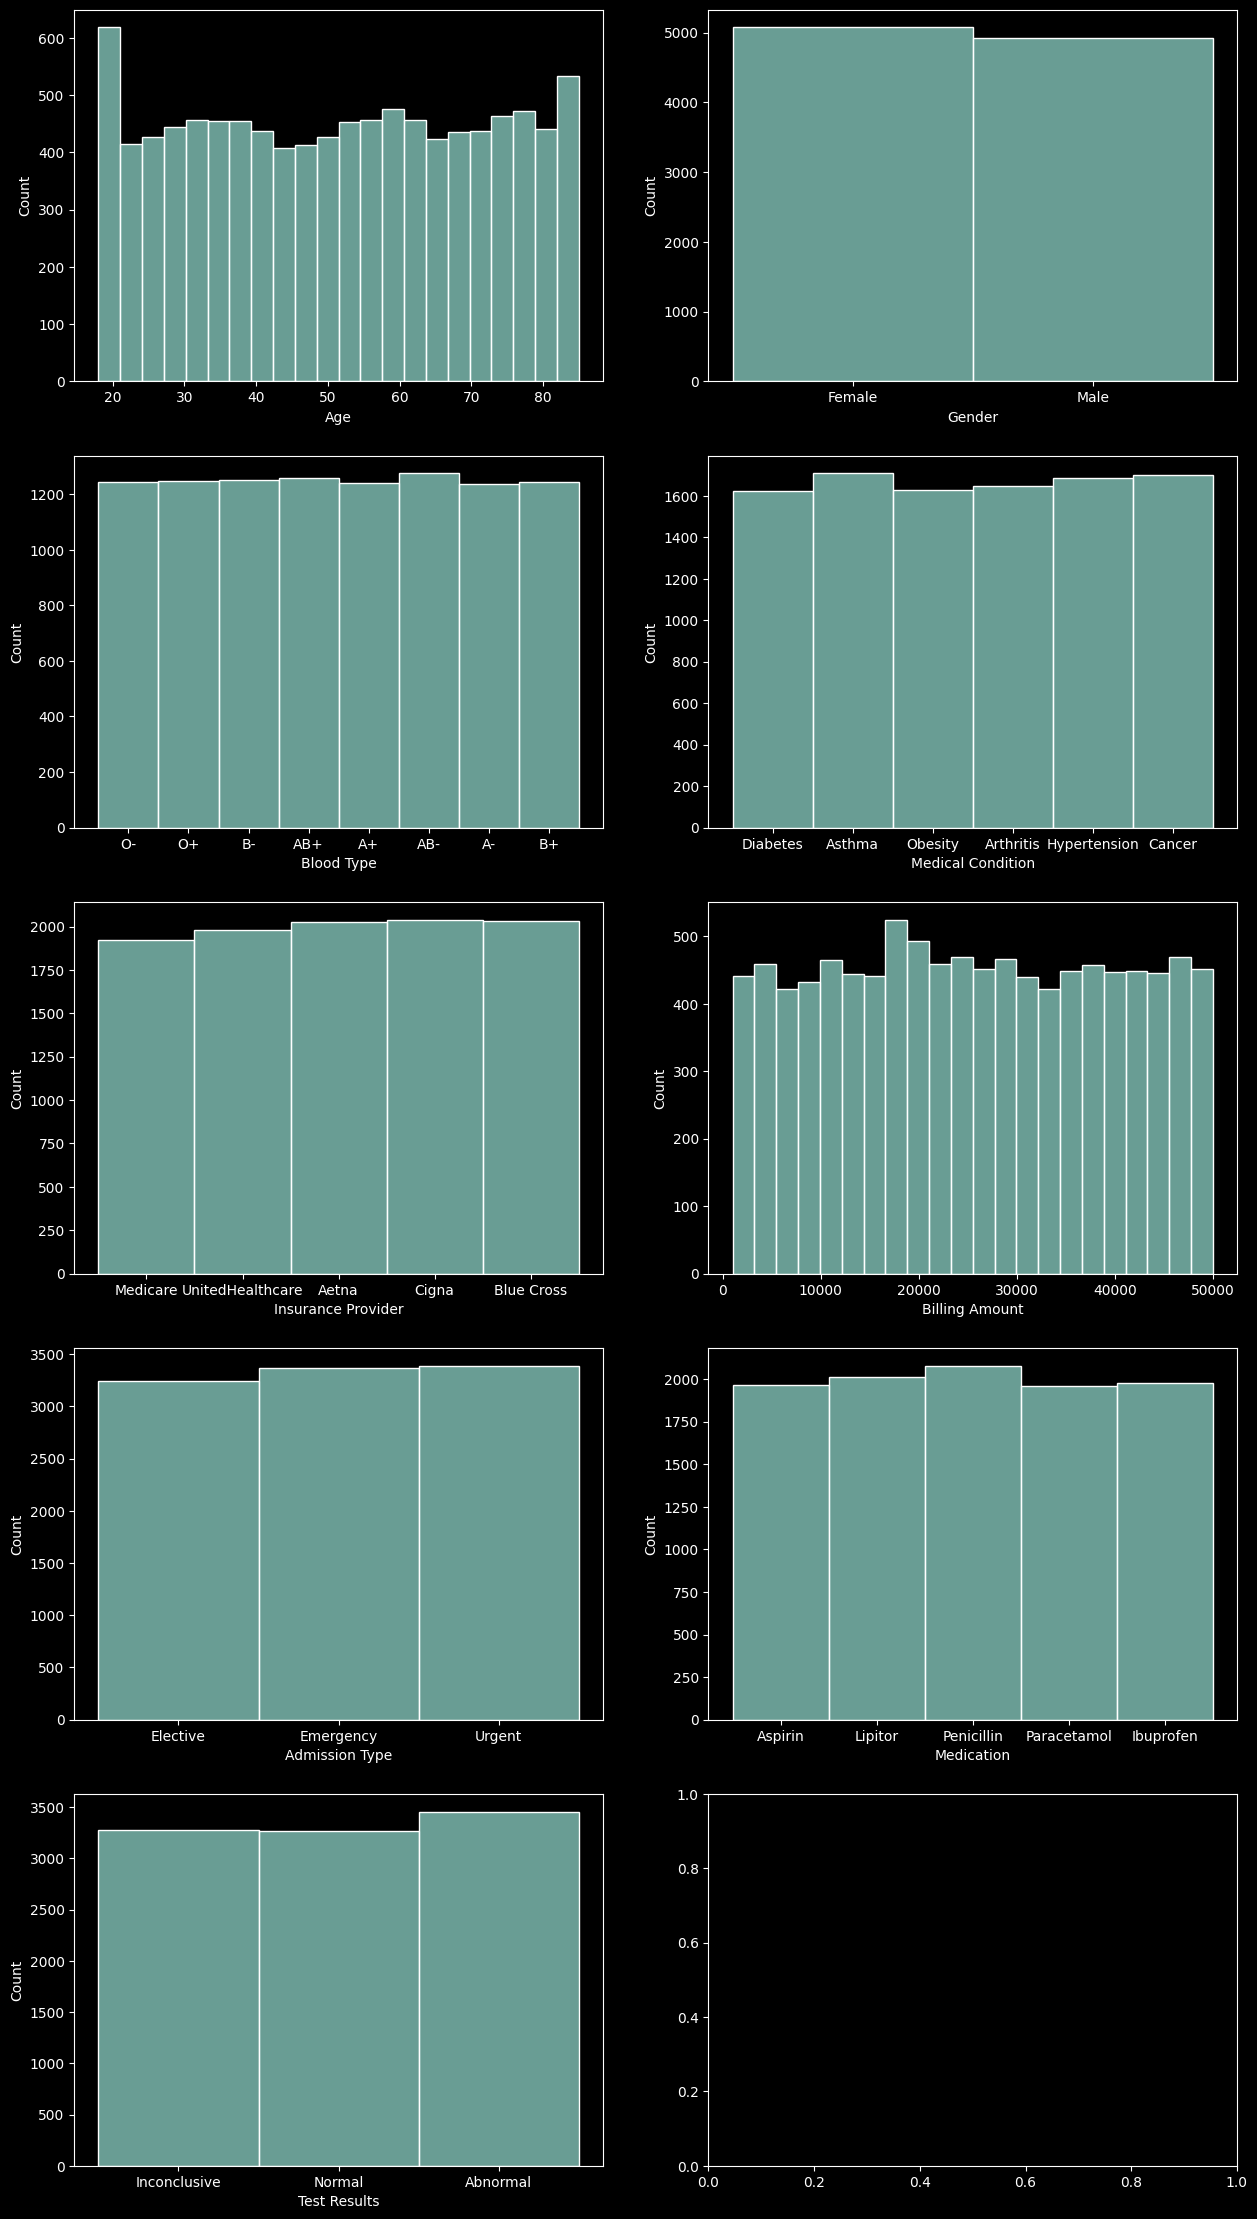 600
500
400
300
200
100
0
Count
20 30 40 50 60 70 80
Age
5000
4000
3000
2000
1000
0
Count
Female Male
Gender
1200
1000
800
600
400
200
0
Count
O- O+ B- AB+ A+ AB- A- B+
Blood Type
1600
1400
1200
1000
800
600
400
200
0
Count
Diabetes Asthma Obesity Arthritis Hypertension Cancer
Medical Condition
2000
1750
1500
1250
1000
750
500
250
0
Count
Medicare UnitedHealthcare Aetna Cigna Blue Cross
Insurance Provider
500
400
300
200
100
0
Count
0 10000 20000 30000 40000 50000
Billing Amount
3500
3000
2500
2000
1500
1000
500
0
Count
Elective Emergency Urgent
Admission Type
2000
1750
1500
1250
1000
750
500
250
0
Count
Aspirin Lipitor Penicillin Paracetamol Ibuprofen
Medication
3500
3000
2500
2000
1500
1000
500
0
Count
Inconclusive Normal Abnormal
Test Results
1.0
0.8
0.6
0.4
0.2
0.0
0.0 0.2 0.4 0.6 0.8 1.0